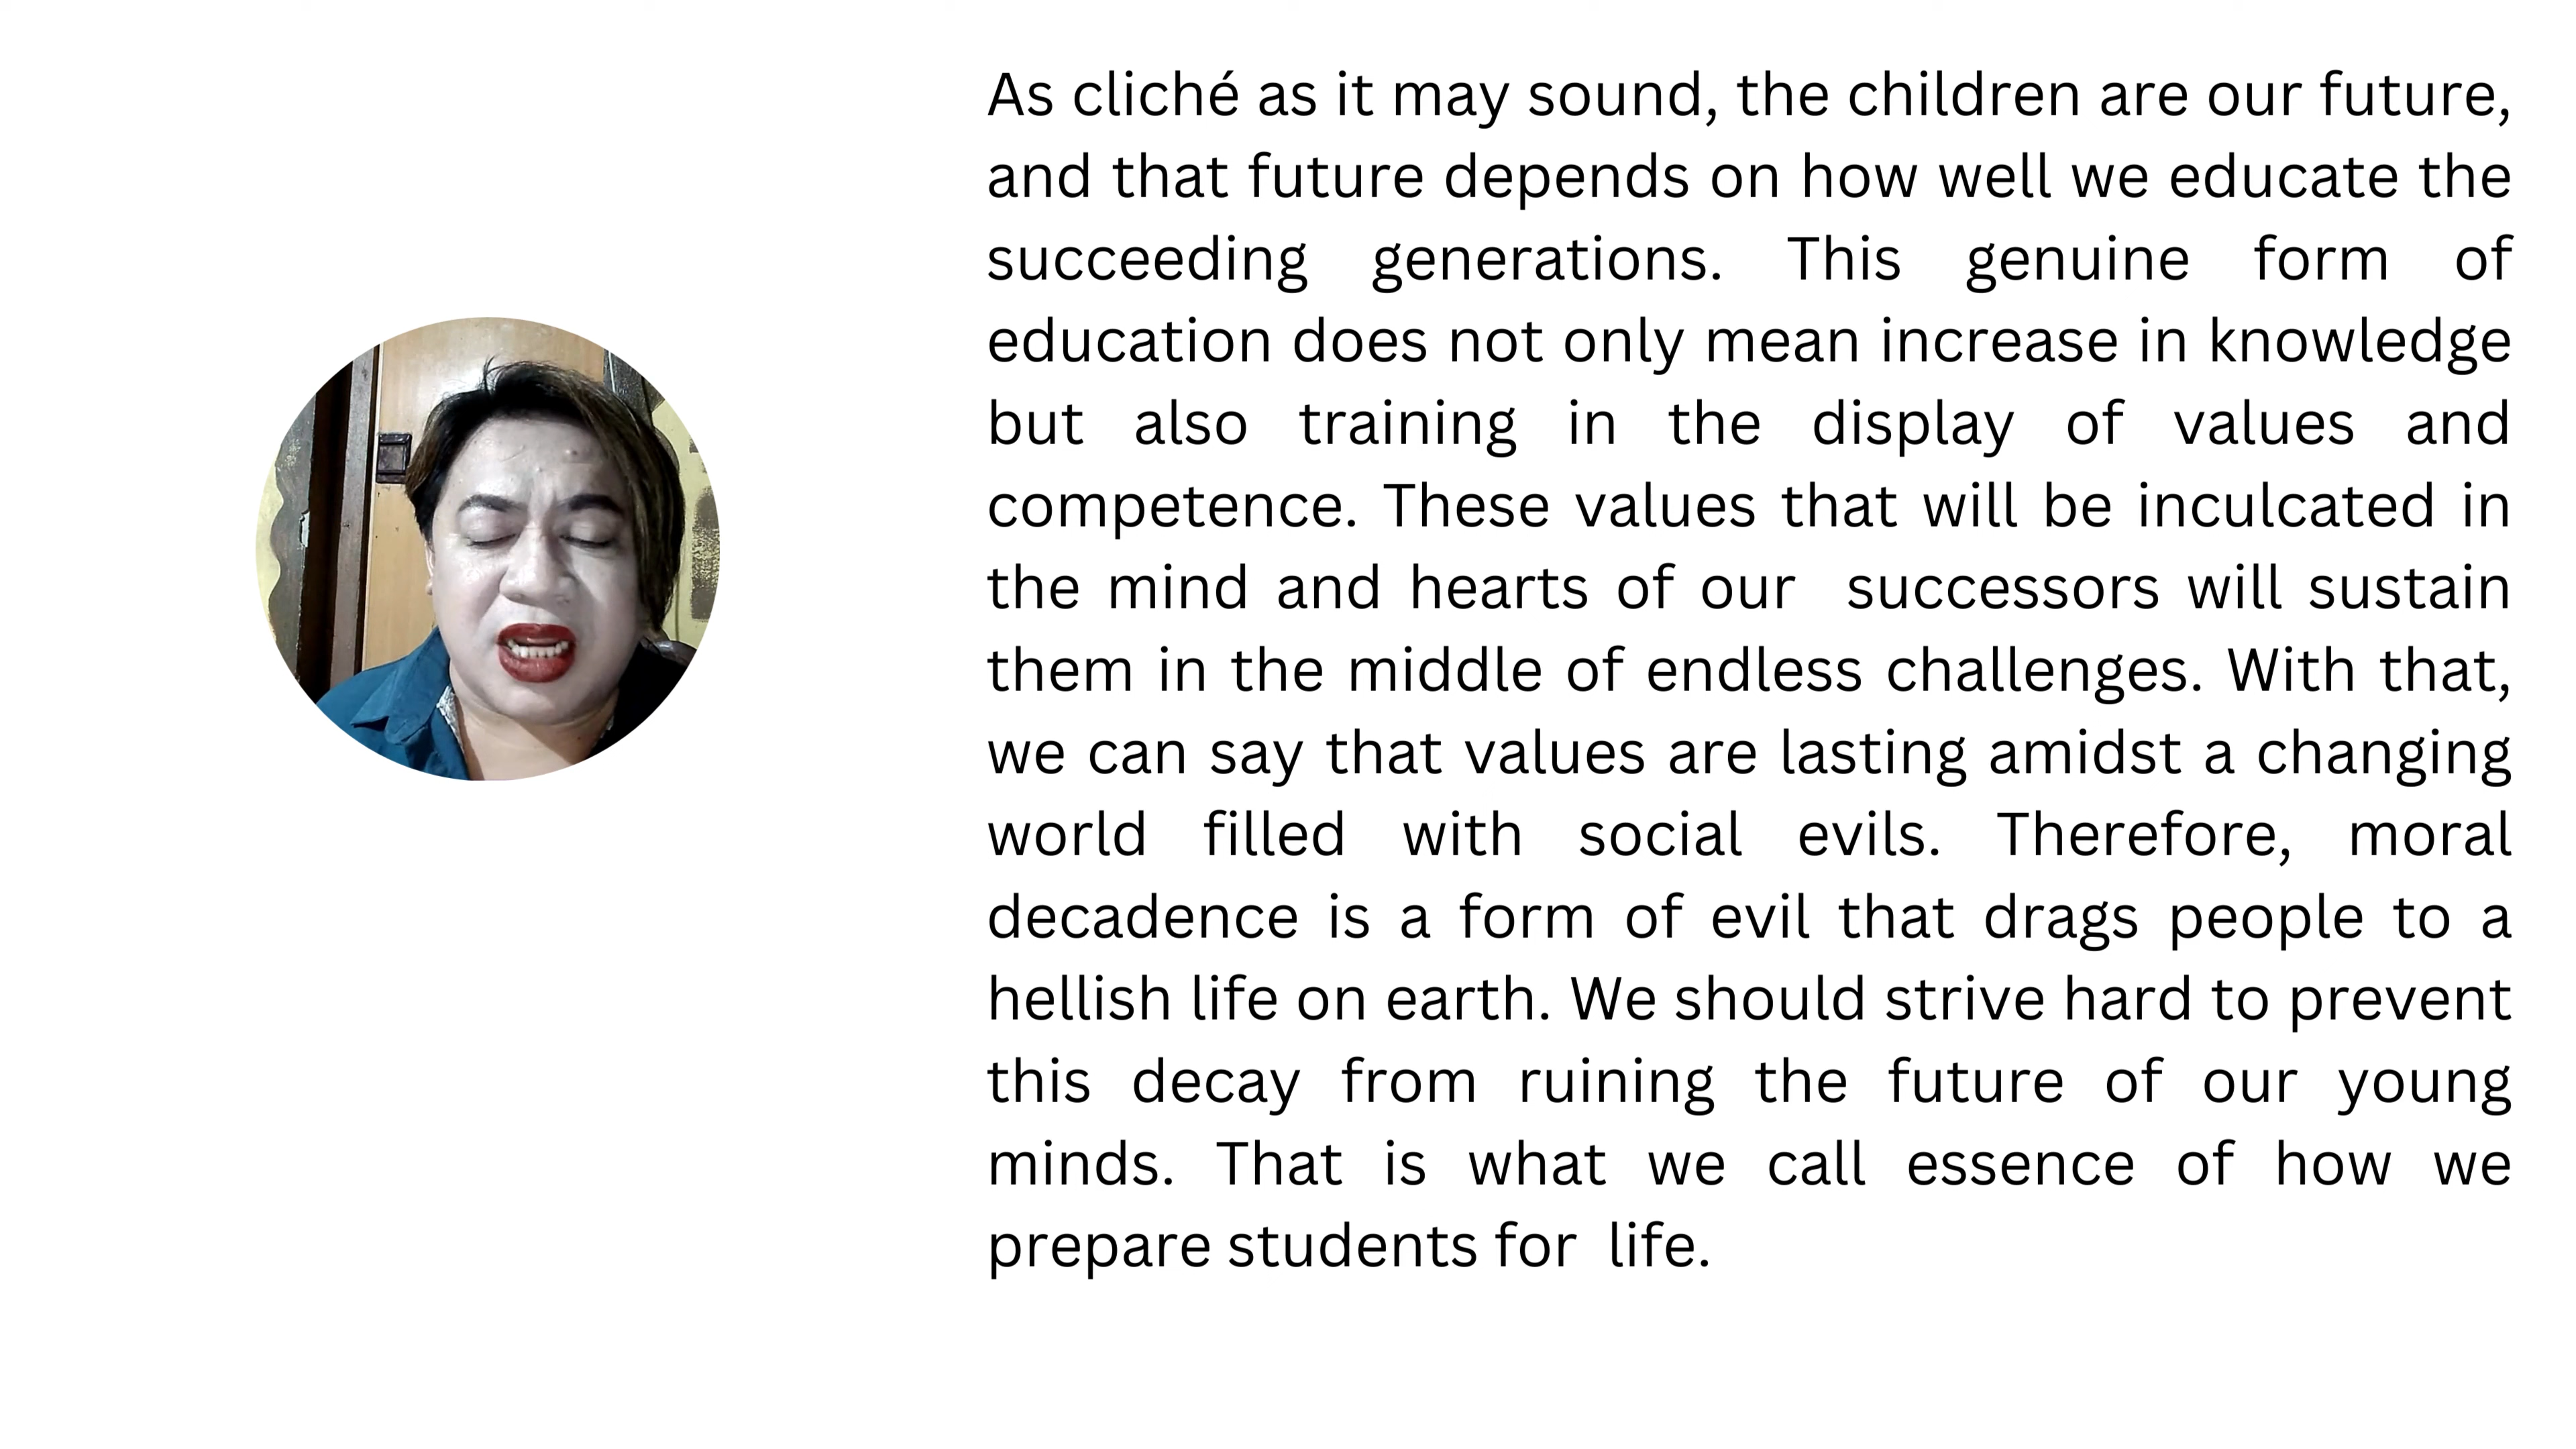 As cliché as it may sound, the children are our future,
and that future depends on how well we educate the
succeeding generations. This genuine form of
education does not only mean increase in knowledge
but also training in the display of values and
competence. These values that will be inculcated in
the mind and hearts of our successors will sustain
them in the middle of endless challenges. With that,
we can say that values are lasting amidst a changing
world filled with social evils. Therefore, moral
decadence is a form of evil that drags people to a
hellish life on earth. We should strive hard to prevent
this decay from ruining the future of our young
minds. That is what we call essence of how we
prepare students for life.